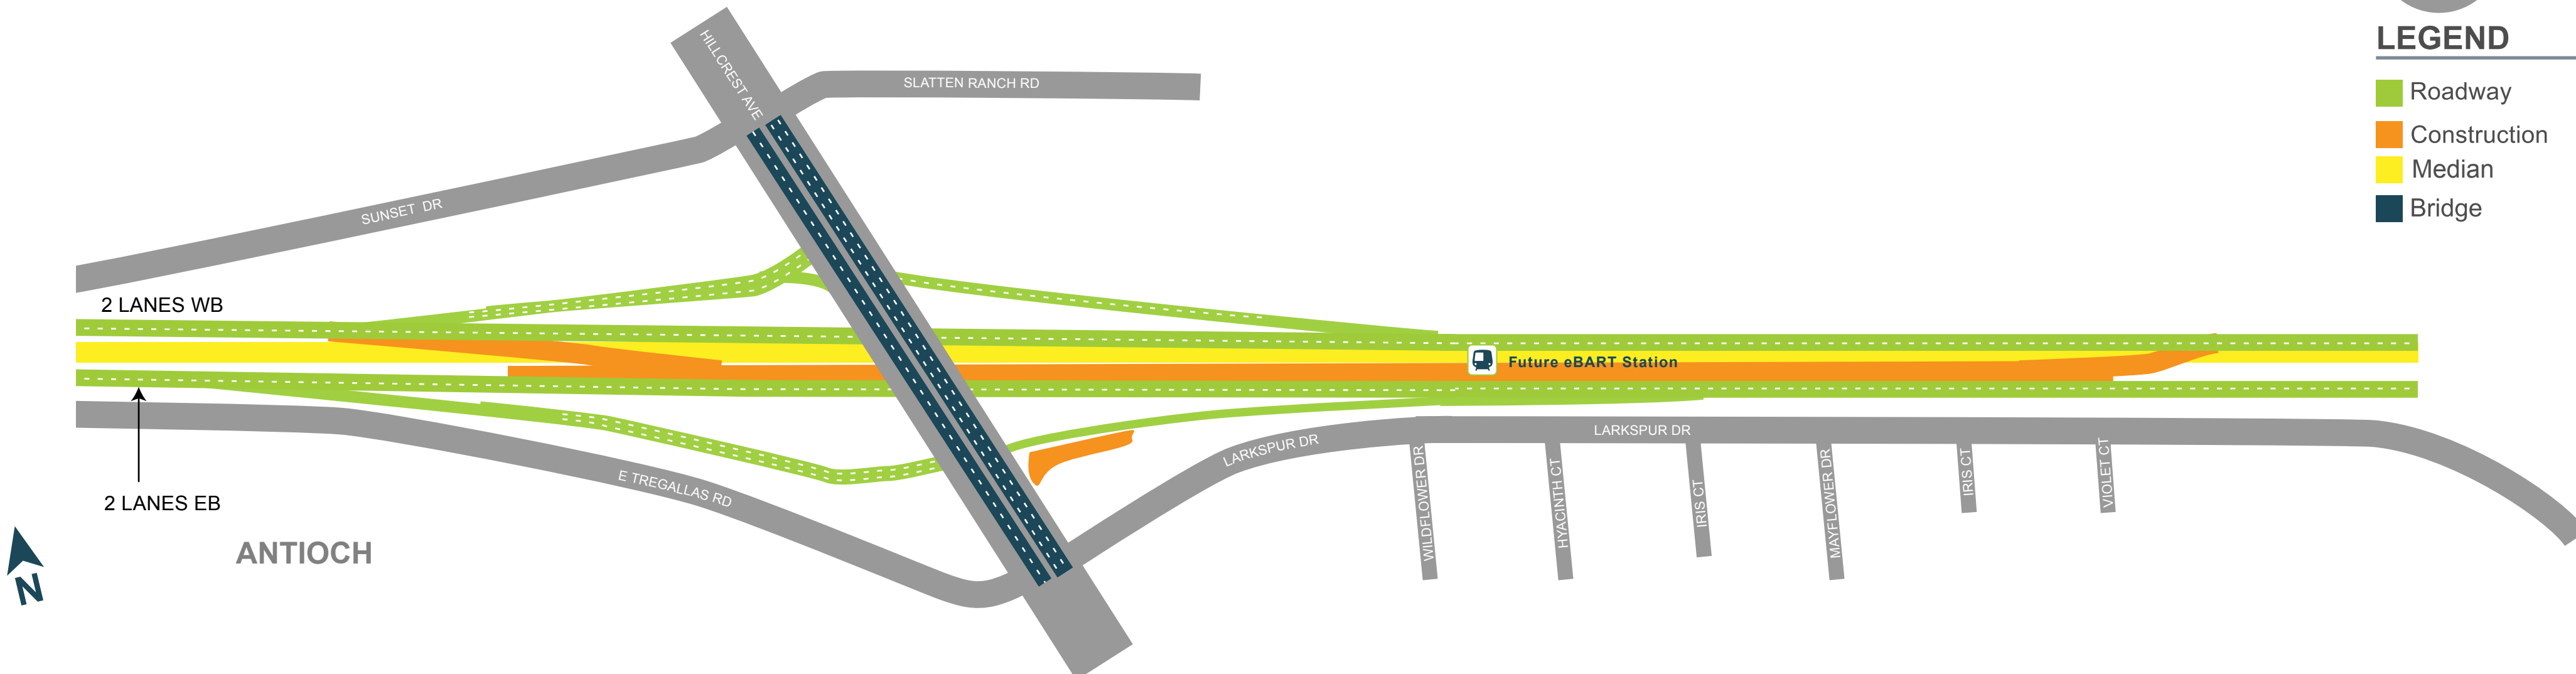 LEGEND
Roadway
Construction
Median
Bridge
HILLCREST AVE
SLATTEN RANCH RD
SUNSET DR
2 LANES WB
Future eBART Station
2 LANES EB
E TREGALLAS RD
LARKSPUR DR
LARKSPUR DR
WILDFLOWER DR
HYACINTH CT
IRIS CT
MAYFLOWER DR
IRIS CT
VIOLET CT
ANTIOCH
N